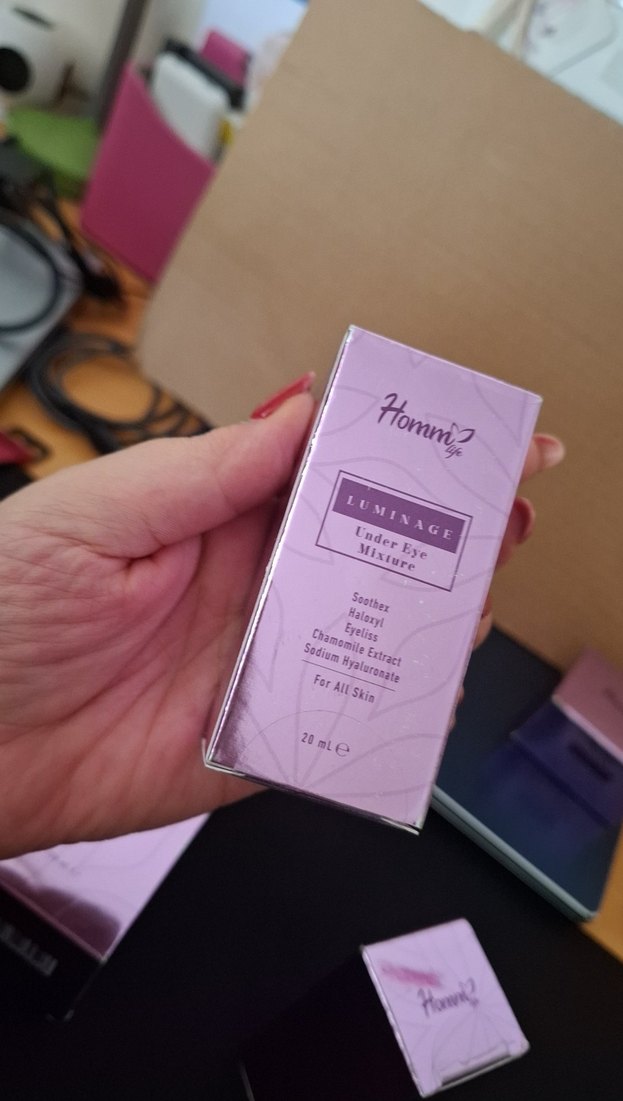 Homm
life
LUMINAGE
Under Eye
Mixture
Soothex
Haloxyl
Eyeliss
Chamomile Extract
Sodium Hyaluronate
For All Skin
20 mL ℮
Homm
life